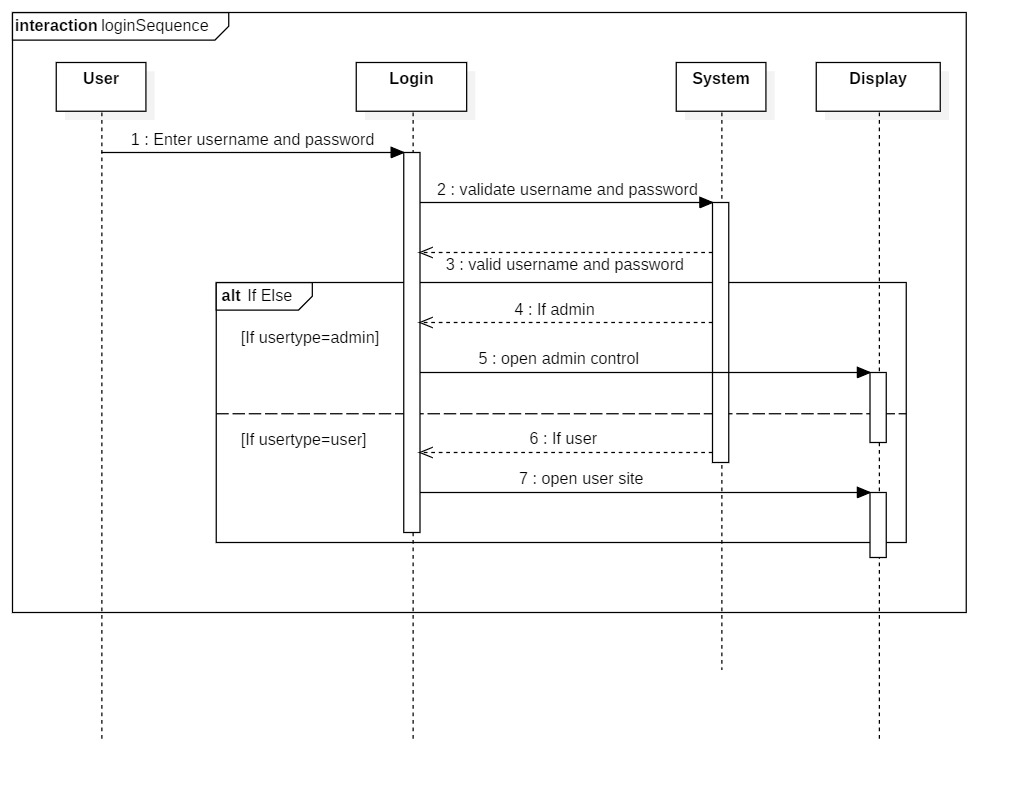 interaction loginSequence
User
Login
System
Display
1 : Enter username and password
2 : validate username and password
3 : valid username and password
alt If Else
4 : If admin
[If usertype=admin]
5 : open admin control
[If usertype=user]
6 : If user
7 : open user site